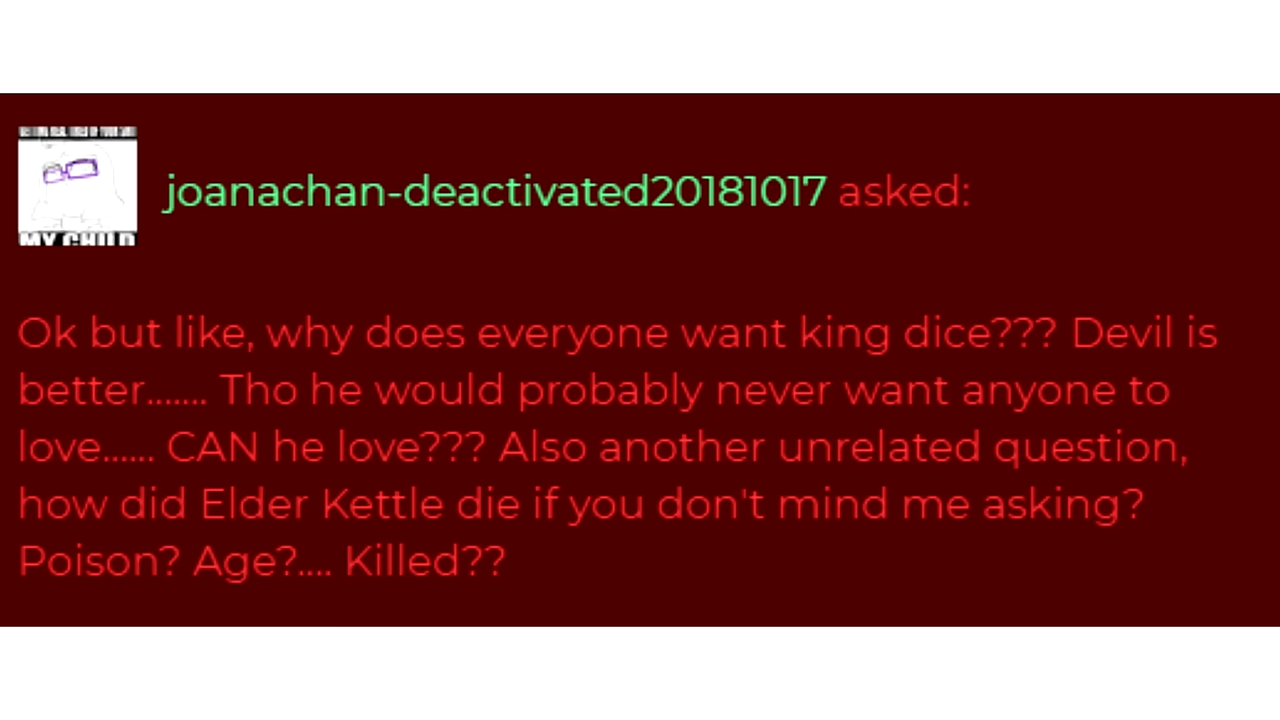 MY CHILD
joanachan-deactivated20181017 asked:
Ok but like, why does everyone want king dice??? Devil is
better....... Tho he would probably never want anyone to
love...... CAN he love??? Also another unrelated question,
how did Elder Kettle die if you don't mind me asking?
Poison? Age?.... Killed??